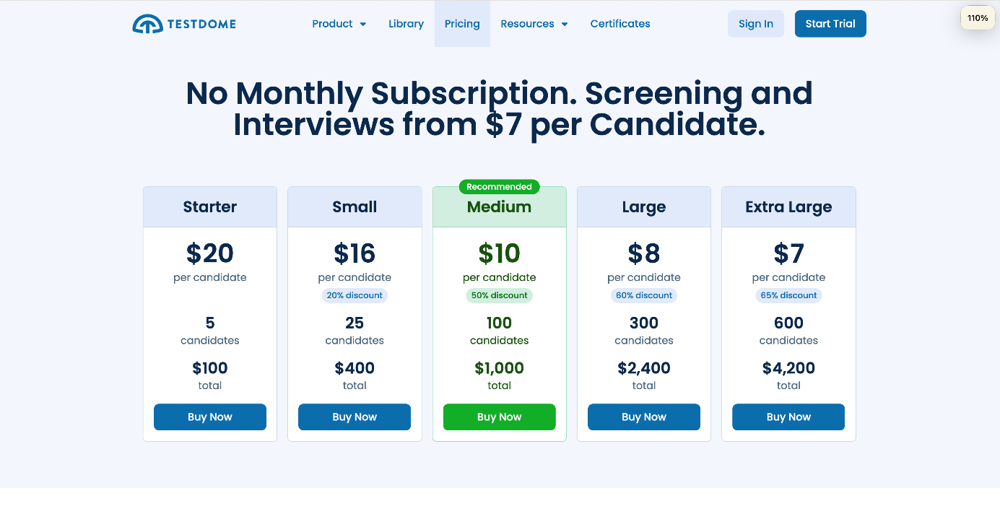 TESTDOME
Product
Library
Pricing
Resources
Certificates
Sign In
Start Trial
110%
No Monthly Subscription. Screening and
Interviews from $7 per Candidate.
Starter
$20
per candidate
5
candidates
$100
total
Buy Now
Small
$16
per candidate
20% discount
25
candidates
$400
total
Buy Now
Recommended
Medium
$10
per candidate
50% discount
100
candidates
$1,000
total
Buy Now
Large
$8
per candidate
60% discount
300
candidates
$2,400
total
Buy Now
Extra Large
$7
per candidate
65% discount
600
candidates
$4,200
total
Buy Now